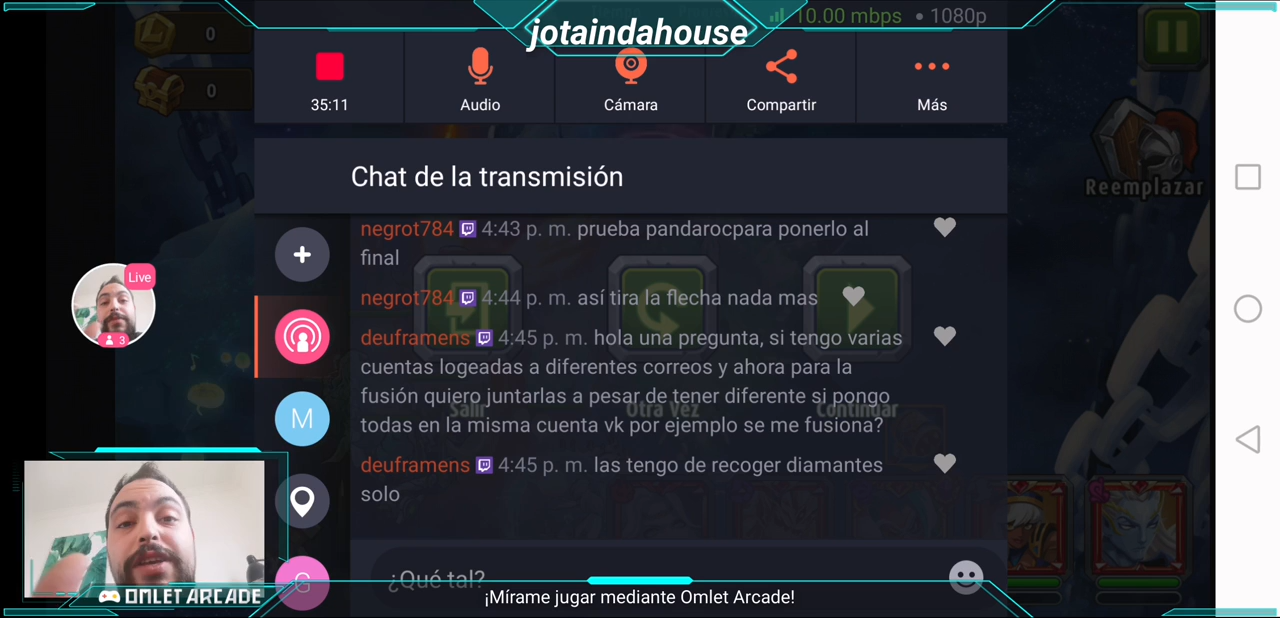 jotaindahouse
10.00 mbps • 1080p
0
0
35:11
Audio
Cámara
Compartir
Más
Reemplazar
Chat de la transmisión
negrot784 4:43 p. m. prueba pandarocpara ponerlo al
final
negrot784 4:44 p. m. así tira la flecha nada mas
deuframens 4:45 p. m. hola una pregunta, si tengo varias
cuentas logeadas a diferentes correos y ahora para la
fusión quiero juntarlas a pesar de tener diferente si pongo
todas en la misma cuenta vk por ejemplo se me fusiona?
Salir
Otra Vez
Continuar
deuframens 4:45 p. m. las tengo de recoger diamantes
solo
Live
3
M
G
¿Qué tal?
OMLET ARCADE
¡Mírame jugar mediante Omlet Arcade!